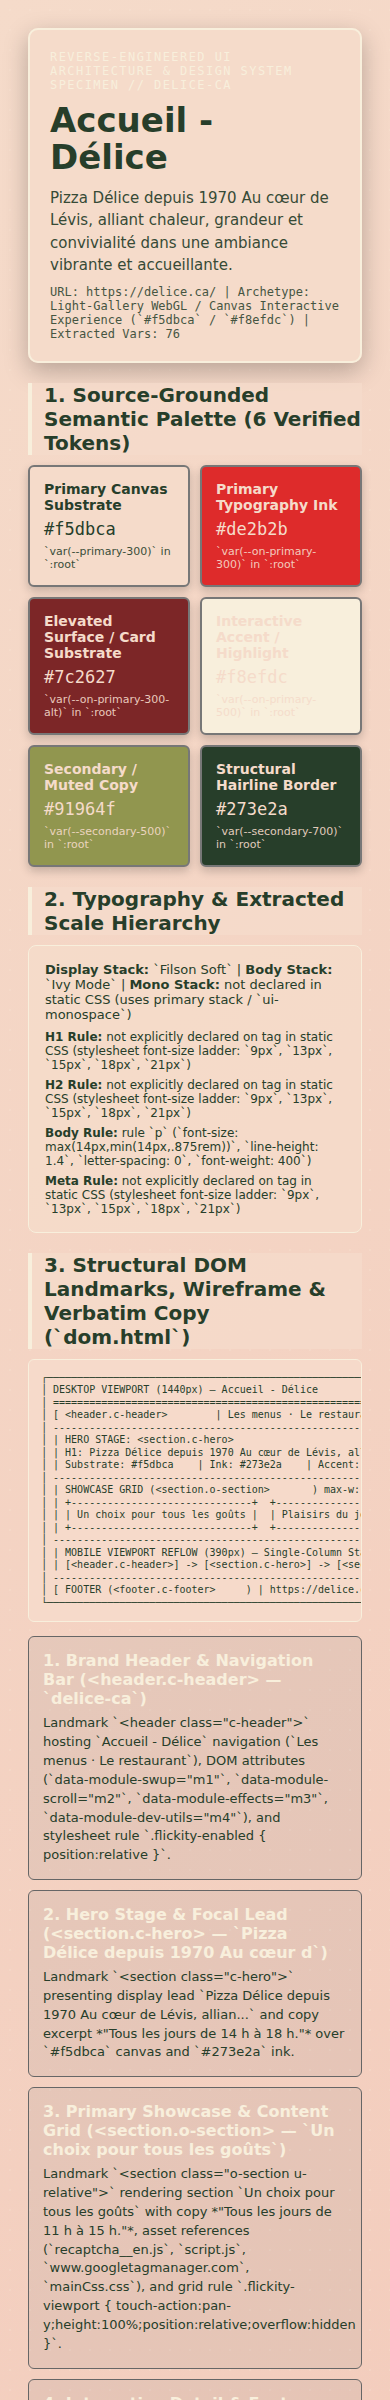 REVERSE-ENGINEERED UI
ARCHITECTURE & DESIGN SYSTEM
SPECIMEN // DELICE-CA
Accueil -
Délice
Pizza Délice depuis 1970 Au cœur de
Lévis, alliant chaleur, grandeur et
convivialité dans une ambiance
vibrante et accueillante.
URL: https://delice.ca/ | Archetype:
Light-Gallery WebGL / Canvas Interactive
Experience (`#f5dbca` / `#f8efdc`) |
Extracted Vars: 76
1. Source-Grounded
Semantic Palette (6 Verified
Tokens)
Primary Canvas
Substrate
#f5dbca
`var(--primary-300)` in
`:root`
Primary
Typography Ink
#de2b2b
`var(--on-primary-
300)` in `:root`
Elevated
Surface / Card
Substrate
#7c2627
`var(--on-primary-300-
alt)` in `:root`
Interactive
Accent /
Highlight
#f8efdc
`var(--on-primary-
500)` in `:root`
Secondary /
Muted Copy
#91964f
`var(--secondary-500)`
in `:root`
Structural
Hairline Border
#273e2a
`var(--secondary-700)`
in `:root`
2. Typography & Extracted
Scale Hierarchy
Display Stack: `Filson Soft` | Body Stack:
`Ivy Mode` | Mono Stack: not declared in
static CSS (uses primary stack / `ui-
monospace`)
H1 Rule: not explicitly declared on tag in static
CSS (stylesheet font-size ladder: `9px`, `13px`,
`15px`, `18px`, `21px`)
H2 Rule: not explicitly declared on tag in static
CSS (stylesheet font-size ladder: `9px`, `13px`,
`15px`, `18px`, `21px`)
Body Rule: rule `p` (`font-size:
max(14px,min(14px,.875rem))`, `line-height:
1.4`, `letter-spacing: 0`, `font-weight: 400`)
Meta Rule: not explicitly declared on tag in
static CSS (stylesheet font-size ladder: `9px`,
`13px`, `15px`, `18px`, `21px`)
3. Structural DOM
Landmarks, Wireframe &
Verbatim Copy
(`dom.html`)
DESKTOP VIEWPORT (1440px) — Accueil - Délice
[ <header.c-header> | Les menus · Le restaur
| HERO STAGE: <section.c-hero>
| H1: Pizza Délice depuis 1970 Au cœur de Lévis, al
| Substrate: #f5dbca | Ink: #273e2a | Accent:
| SHOWCASE GRID (<section.o-section> ) max-w:
| +------------------------------+ +-------------------
| | Un choix pour tous les goûts | | Plaisirs du j
| +------------------------------+ +-------------------
| MOBILE VIEWPORT REFLOW (390px) — Single-Column St
| [<header.c-header>] -> [<section.c-hero>] -> [<se
[ FOOTER (<footer.c-footer> ) | https://delice.
1. Brand Header & Navigation
Bar (<header.c-header> —
`delice-ca`)
Landmark `<header class="c-header">`
hosting `Accueil - Délice` navigation (`Les
menus · Le restaurant`), DOM attributes
(`data-module-swup="m1"`, `data-module-
scroll="m2"`, `data-module-effects="m3"`,
`data-module-dev-utils="m4"`), and
stylesheet rule `.flickity-enabled {
position:relative }`.
2. Hero Stage & Focal Lead
(<section.c-hero> — `Pizza
Délice depuis 1970 Au cœur d`)
Landmark `<section class="c-hero">`
presenting display lead `Pizza Délice depuis
1970 Au cœur de Lévis, allian...` and copy
excerpt *"Tous les jours de 14 h à 18 h."* over
`#f5dbca` canvas and `#273e2a` ink.
3. Primary Showcase & Content
Grid (<section.o-section> — `Un
choix pour tous les goûts`)
Landmark `<section class="o-section u-
relative">` rendering section `Un choix pour
tous les goûts` with copy *"Tous les jours de
11 h à 15 h."*, asset references
(`recaptcha__en.js`, `script.js`,
`www.googletagmanager.com`,
`mainCss.css`), and grid rule `.flickity-
viewport { touch-action:pan-
y;height:100%;position:relative;overflow:hidden
}`.